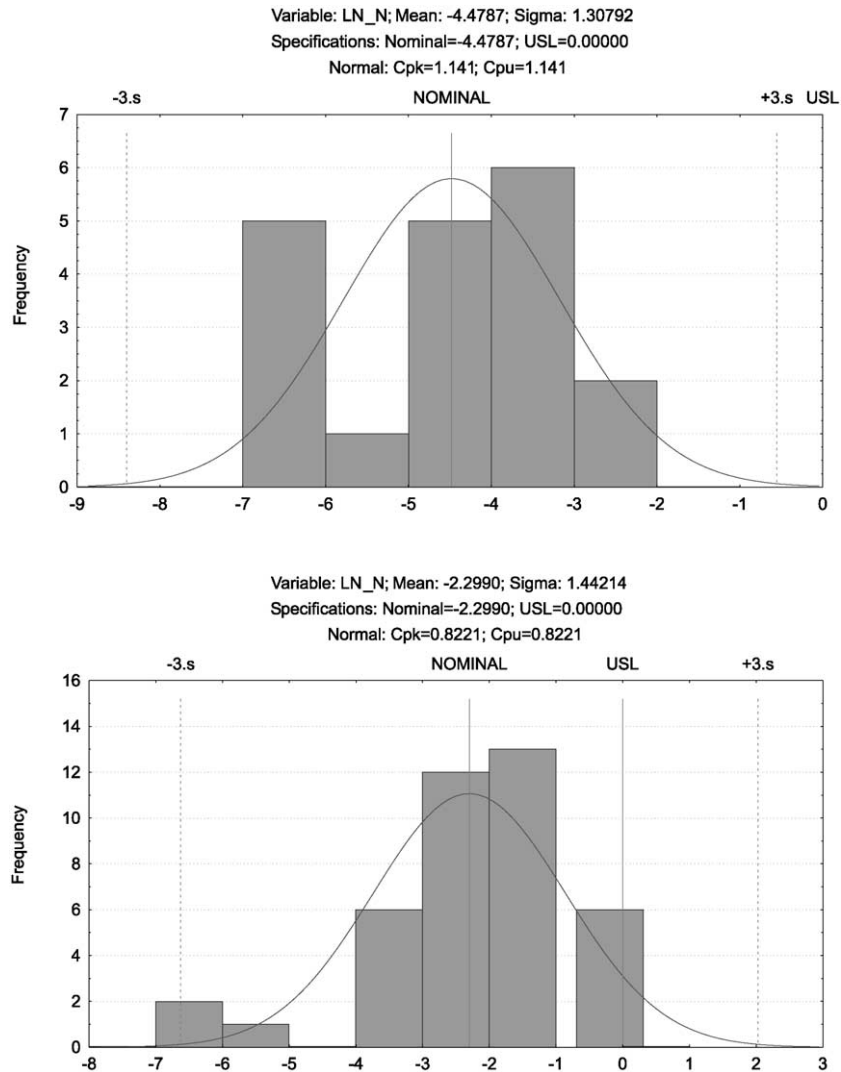 Variable: LN_N; Mean: -4.4787; Sigma: 1.30792
Specifications: Nominal=-4.4787; USL=0.00000
Normal: Cpk=1.141; Cpu=1.141
-3.s NOMINAL +3.s USL
7
6
5
4
3
2
1
0
Frequency
-9 -8 -7 -6 -5 -4 -3 -2 -1 0
Variable: LN_N; Mean: -2.2990; Sigma: 1.44214
Specifications: Nominal=-2.2990; USL=0.00000
Normal: Cpk=0.8221; Cpu=0.8221
-3.s NOMINAL USL +3.s
16
14
12
10
8
6
4
2
0
Frequency
-8 -7 -6 -5 -4 -3 -2 -1 0 1 2 3